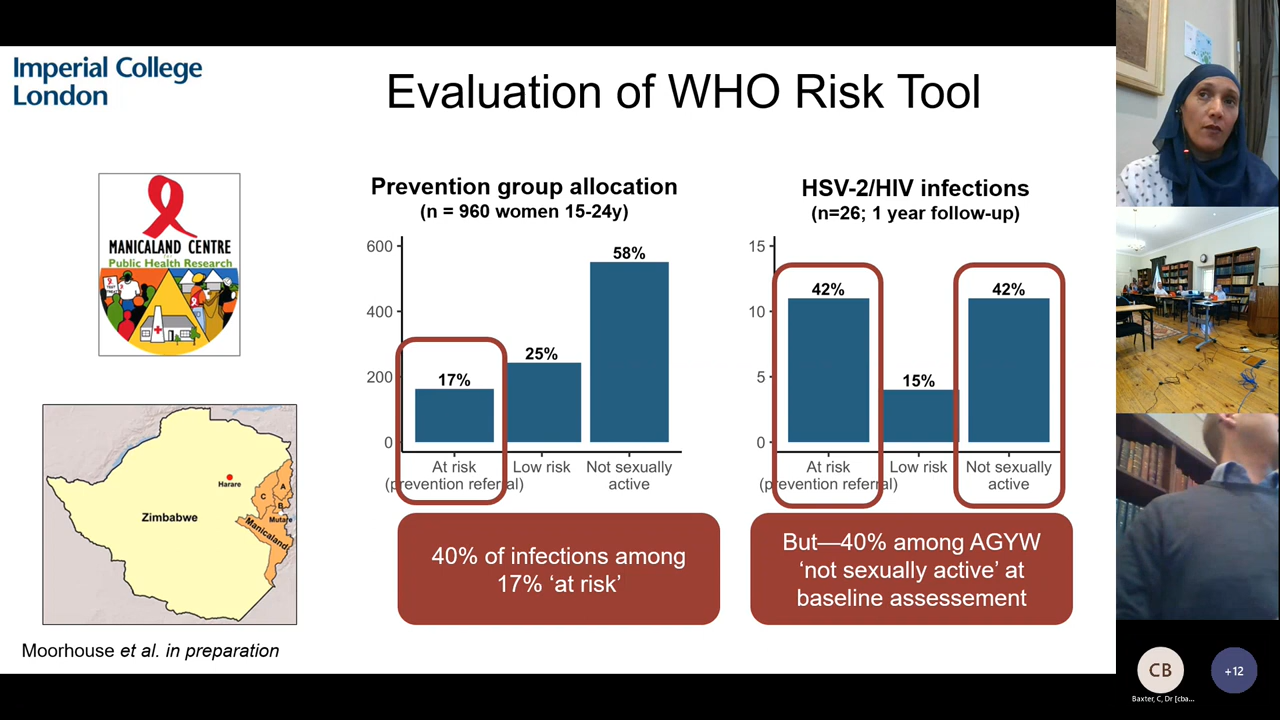 Imperial College
London
Evaluation of WHO Risk Tool
MANICALAND CENTRE
Public Health Research
Prevention group allocation
(n = 960 women 15-24y)
600
400
200
0
17%
25%
58%
At risk
(prevention referral)
Low risk
Not sexually
active
HSV-2/HIV infections
(n=26; 1 year follow-up)
15
10
5
0
42%
15%
42%
At risk
(prevention referral)
Low risk
Not sexually
active
Harare
Zimbabwe
A
B
C
Mutare
Manicaland
40% of infections among
17% ‘at risk’
But—40% among AGYW
‘not sexually active’ at
baseline assessement
Moorhouse et al. in preparation
CB
Baxter, C, Dr [cba...
+12